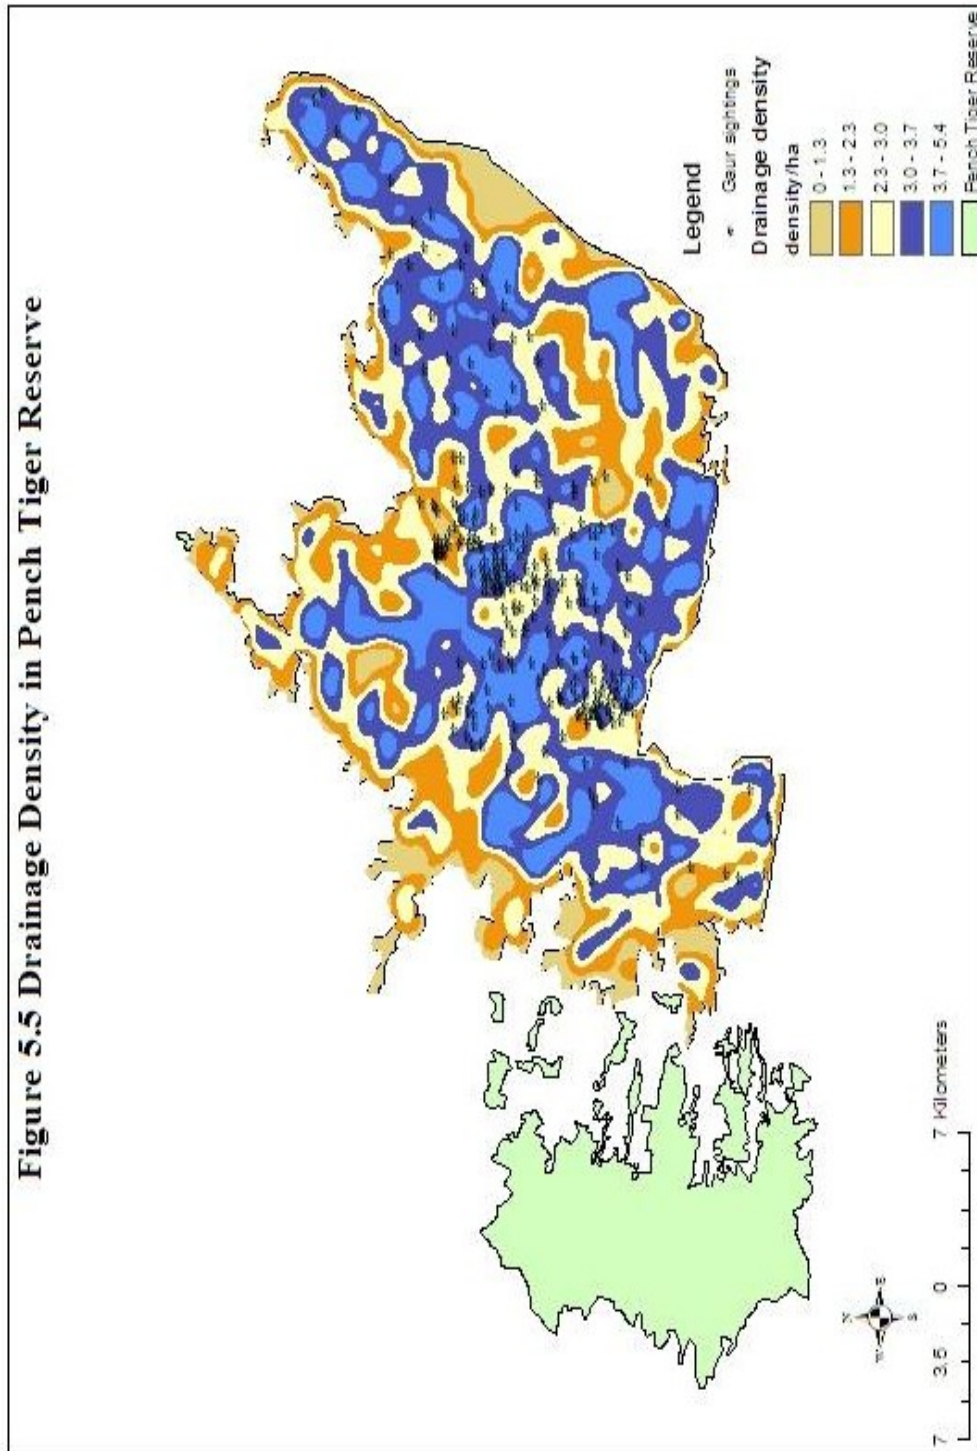 Figure 5.5 Drainage Density in Pench Tiger Reserve
Legend
Gaur sightings
Drainage density
density/ha
0 - 1.3
1.3 - 2.3
2.3 - 3.0
3.0 - 3.7
3.7 - 5.4
Pench Tiger Reserve
N
W
E
S
7 3.5 0 7 Kilometers